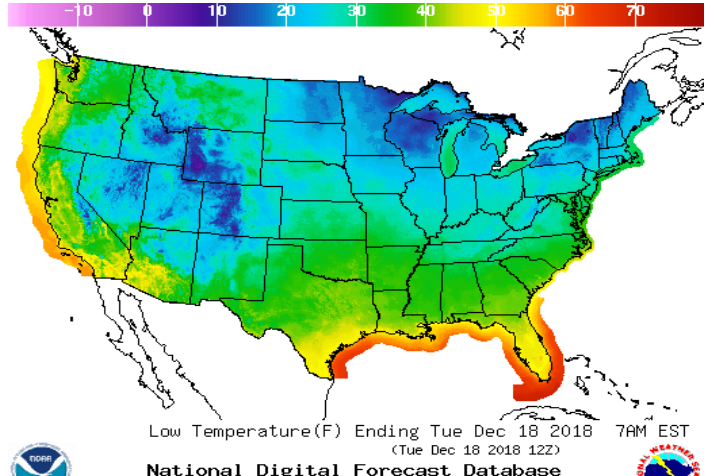 -10 0 10 20 30 40 50 60 70
Low Temperature(F) Ending Tue Dec 18 2018 7AM EST
(Tue Dec 18 2018 12Z)
National Digital Forecast Database
NOAA